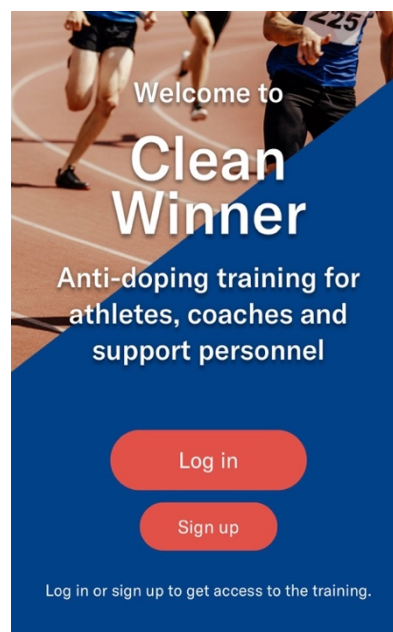 225
Welcome to
Clean
Winner
Anti-doping training for
athletes, coaches and
support personnel
Log in
Sign up
Log in or sign up to get access to the training.